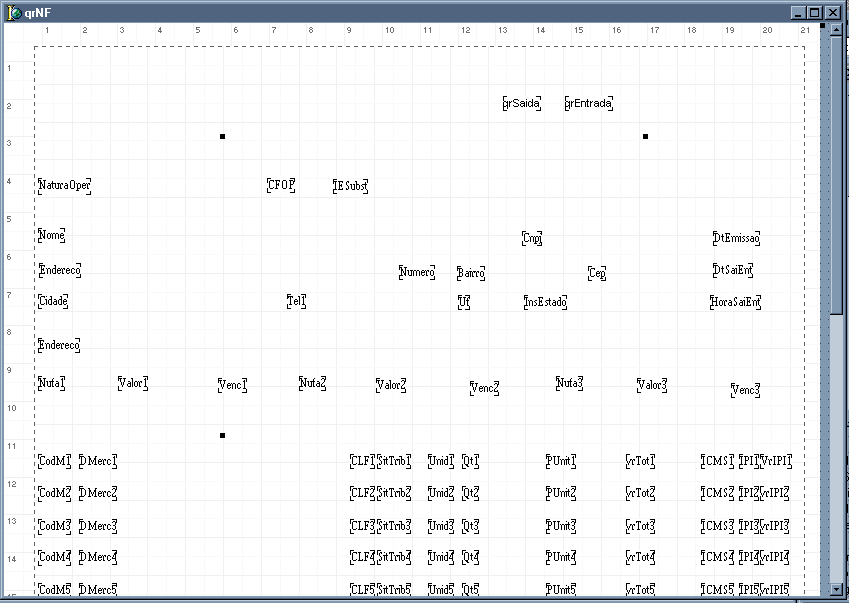 qrNF
1 2 3 4 5 6 7 8 9 10 11 12 13 14 15 16 17 18 19 20 21
1
2 qrSaida qrEntrada
3
4 NaturaOper CFOP IESubst
5
Nome Cnpj DtEmissao
6 Endereco Numero Bairro Cep DtSaiEnt
7 Cidade Tel1 Uf InsEstado HoraSaiEnt
8 Endereco
9 Nufa1 Valor1 Venc1 Nufa2 Valor2 Venc2 Nufa3 Valor3 Venc3
10
11 CodM1 DMerc1 CLF1 SitTrib1 Unid1 Qt1 PUnit1 vrTot1 ICMS1 IPI1 VrIPI1
12 CodM2 DMerc2 CLF2 SitTrib2 Unid2 Qt2 PUnit2 vrTot2 ICMS2 IPI2 vrIPI2
13 CodM3 DMerc3 CLF3 SitTrib3 Unid3 Qt3 PUnit3 vrTot3 ICMS3 IPI3 vrIPI3
14 CodM4 DMerc4 CLF4 SitTrib4 Unid4 Qt4 PUnit4 vrTot4 ICMS4 IPI4 vrIPI4
15 CodM5 DMerc5 CLF5 SitTrib5 Unid5 Qt5 PUnit5 vrTot5 ICMS5 IPI5 vrIPI5